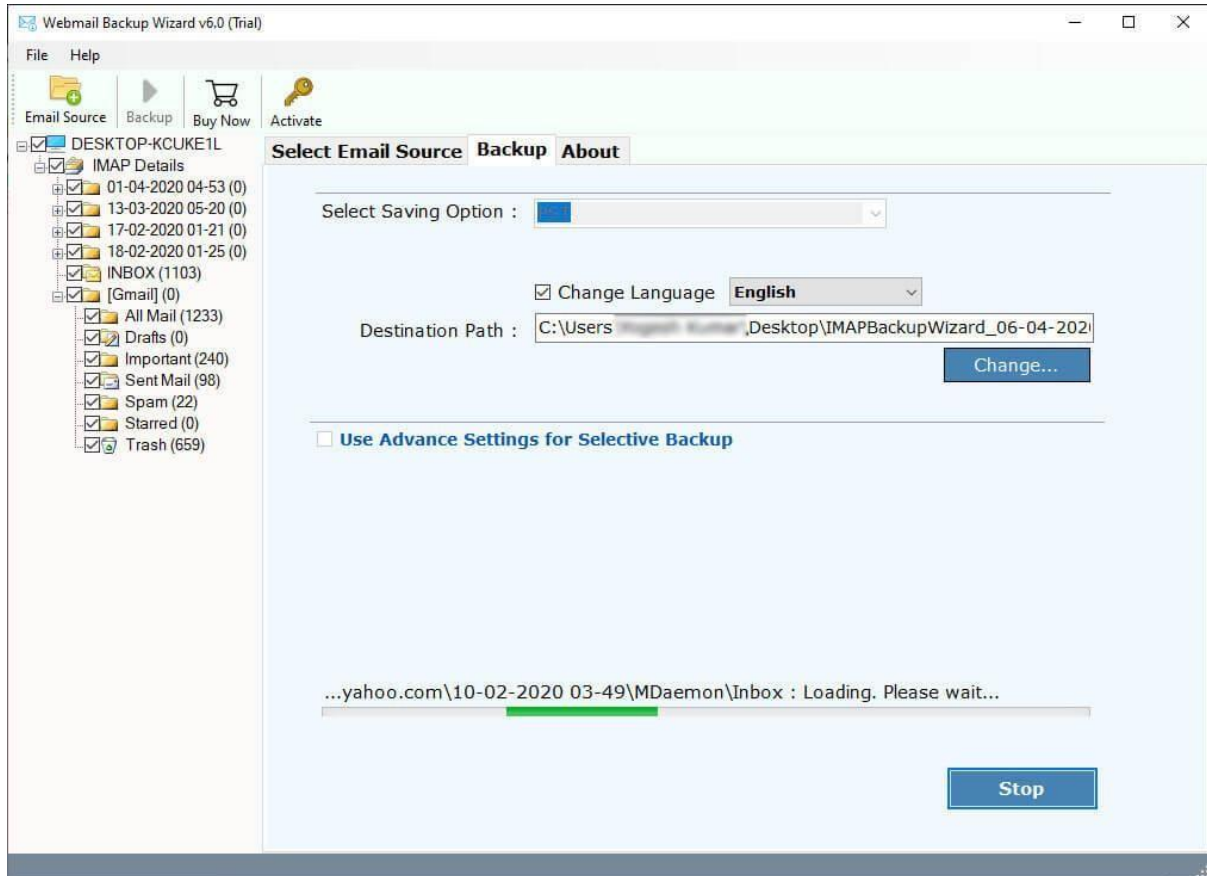 Webmail Backup Wizard v6.0 (Trial)
File Help
Email Source Backup Buy Now Activate
DESKTOP-KCUKE1L
IMAP Details
01-04-2020 04-53 (0)
13-03-2020 05-20 (0)
17-02-2020 01-21 (0)
18-02-2020 01-25 (0)
INBOX (1103)
[Gmail] (0)
All Mail (1233)
Drafts (0)
Important (240)
Sent Mail (98)
Spam (22)
Starred (0)
Trash (659)
Select Email Source Backup About
Select Saving Option : PST
Change Language English
Destination Path : C:\Users ,Desktop\IMAPBackupWizard_06-04-202
Change...
Use Advance Settings for Selective Backup
...yahoo.com\10-02-2020 03-49\MDaemon\Inbox : Loading. Please wait...
Stop